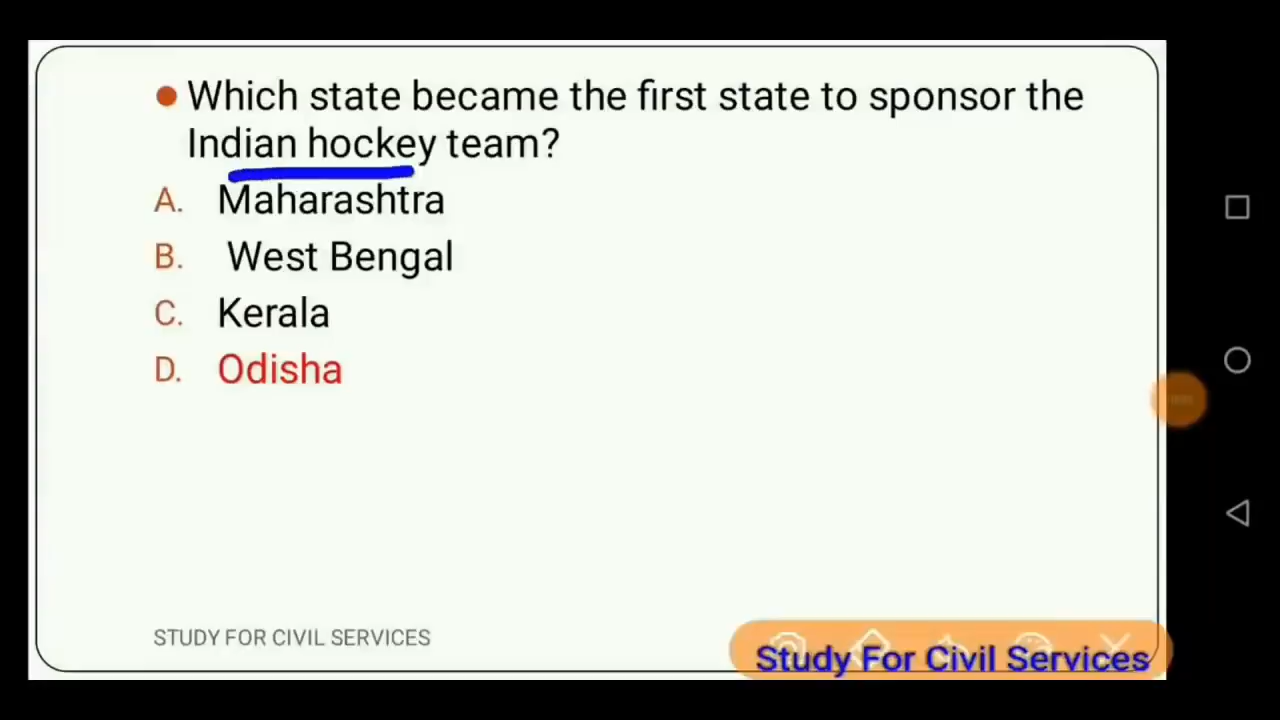 Which state became the first state to sponsor the
Indian hockey team?
A. Maharashtra
B. West Bengal
C. Kerala
D. Odisha
STUDY FOR CIVIL SERVICES
Study For Civil Services